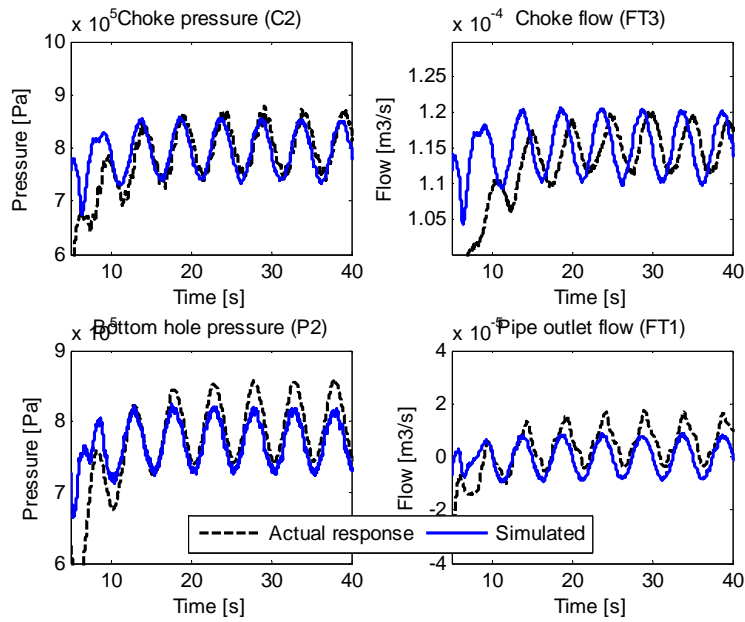 x 10^5 Choke pressure (C2)
10
9
8
7
6
Pressure [Pa]
10 20 30 40
Time [s]
x 10^-4
Choke flow (FT3)
1.25
1.20
1.15
1.10
1.05
Flow [m3/s]
10 20 30 40
Time [s]
x 10^5
Bottom hole pressure (P2)
9
8
7
6
Pressure [Pa]
10 20 30 40
Time [s]
x 10^-5 Pipe outlet flow (FT1)
4
2
0
-2
-4
Flow [m3/s]
10 20 30 40
Time [s]
Actual response Simulated